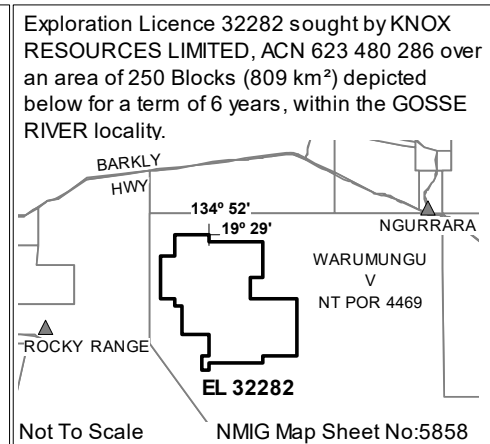 Exploration Licence 32282 sought by KNOX
RESOURCES LIMITED, ACN 623 480 286 over
an area of 250 Blocks (809 km²) depicted
below for a term of 6 years, within the GOSSE
RIVER locality.
BARKLY
HWY
134º 52'
19º 29'
NGURRARA
WARUMUNGU
V
NT POR 4469
ROCKY RANGE
EL 32282
Not To Scale
NMIG Map Sheet No:5858